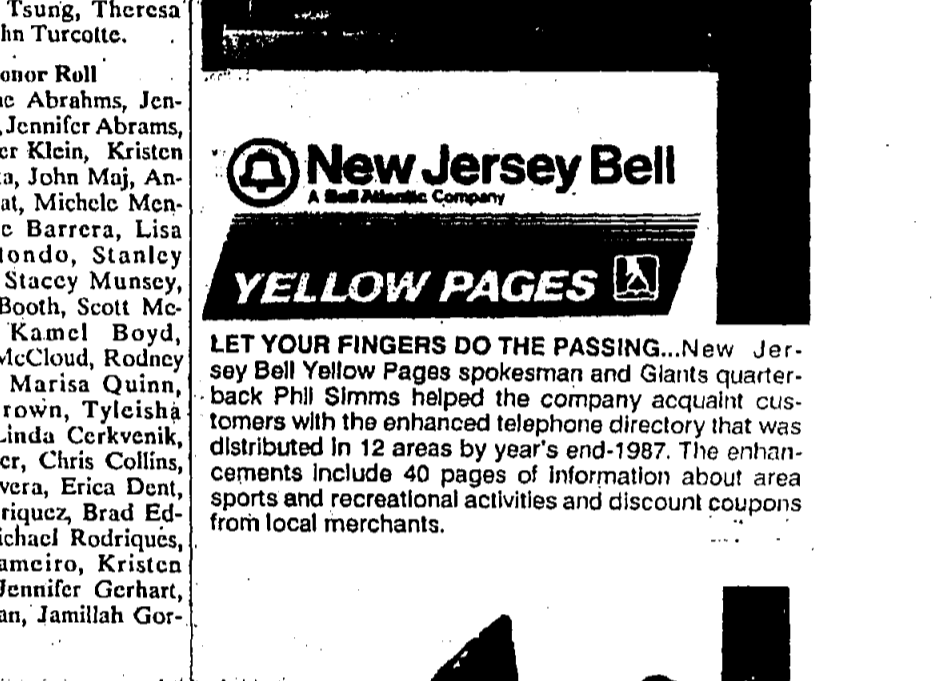 Tsung, Theresa
hn Turcotte.
onor Roll
ne Abrahms, Jen-
, Jennifer Abrams,
er Klein, Kristen
a, John Maj, An-
at, Michele Men-
e Barrera, Lisa
tondo, Stanley
Stacey Munsey,
Booth, Scott Mc-
Kamel Boyd,
McCloud, Rodney
Marisa Quinn,
rown, Tyleisha
Linda Cerkvenik,
er, Chris Collins,
vera, Erica Dent,
riquez, Brad Ed-
ichael Rodriques,
ameiro, Kristen
Jennifer Gerhart,
an, Jamillah Gor-
New Jersey Bell
A Bell Atlantic Company
YELLOW PAGES
LET YOUR FINGERS DO THE PASSING...New Jer-
sey Bell Yellow Pages spokesman and Giants quarter-
back Phil Simms helped the company acquaint cus-
tomers with the enhanced telephone directory that was
distributed in 12 areas by year's end-1987. The enhan-
cements include 40 pages of information about area
sports and recreational activities and discount coupons
from local merchants.